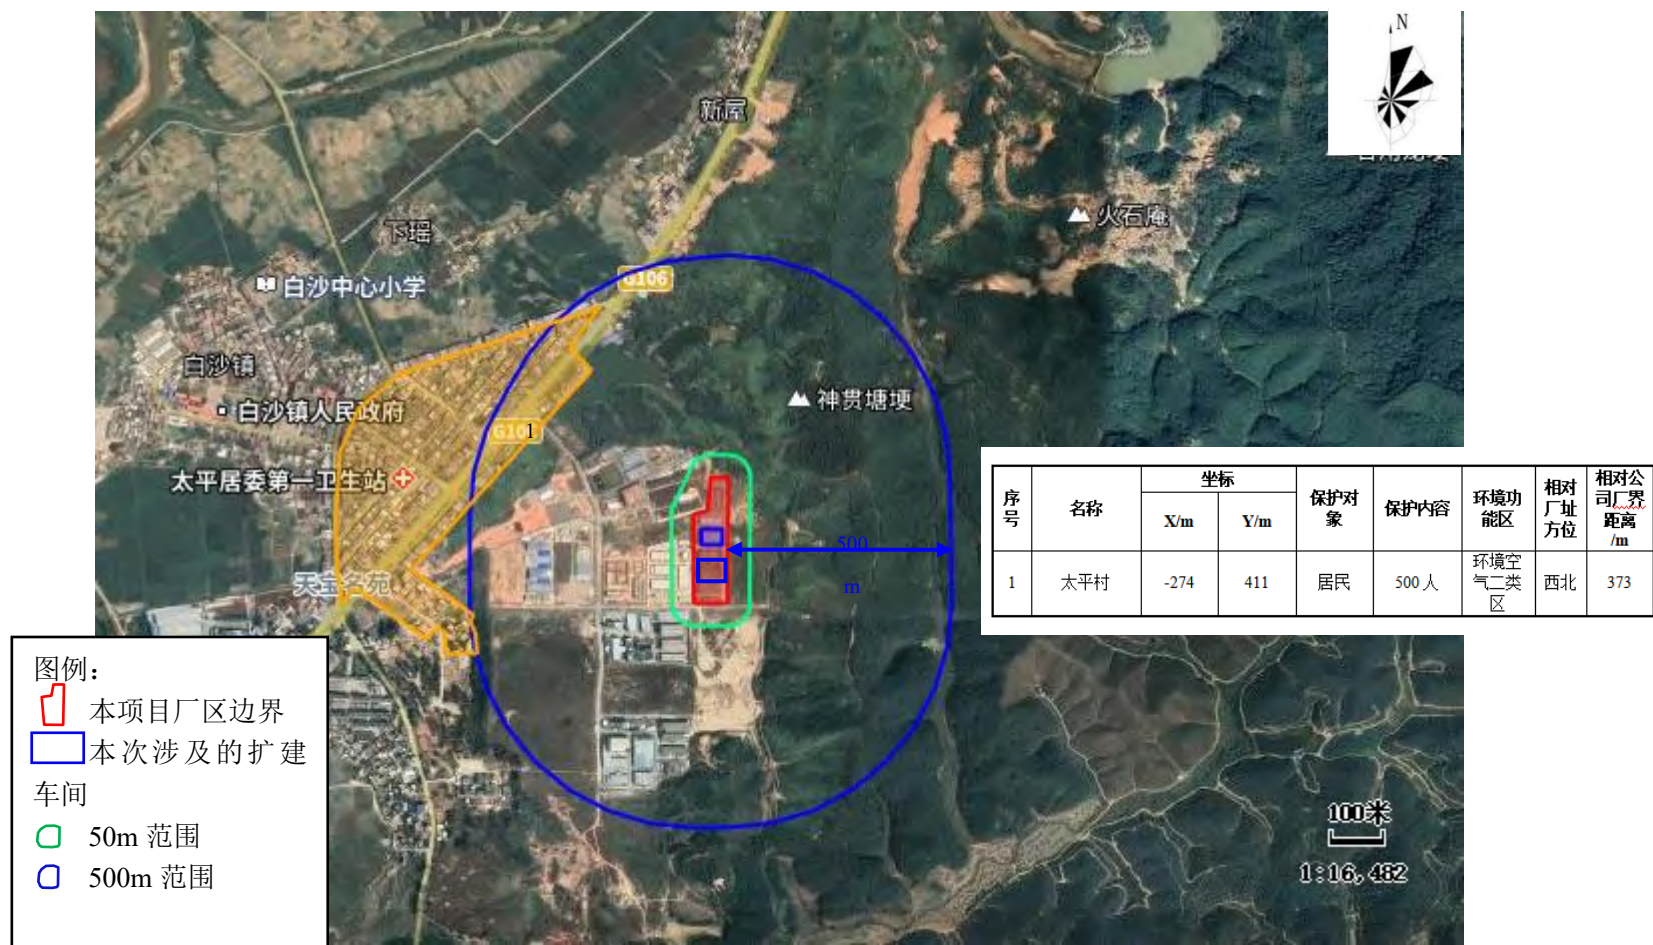 N
新屋
火石庵
下瑶
G106
白沙中心小学
白沙镇
神贯塘埂
白沙镇人民政府
1
太平居委第一卫生站
天宝名苑
500
m
序号 名称 坐标 保护对象 保护内容 环境功能区 相对厂址方位 相对公司厂界距离/m
X/m Y/m
1 太平村 -274 411 居民 500人 环境空气二类区 西北 373
图例：
本项目厂区边界
本次涉及的扩建
车间
50m 范围
500m 范围
100米
1:16,482